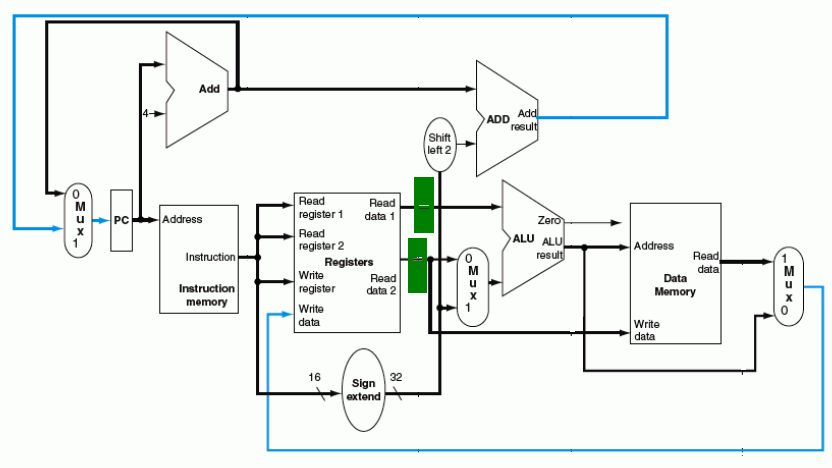 Add
4
ADD
Add
result
Shift
left 2
0
M
u
x
1
PC
Address
Instruction
Instruction
memory
Read
register 1
Read
register 2
Write
register
Write
data
Registers
Read
data 1
Read
data 2
0
M
u
x
1
Zero
ALU
ALU
result
Address
Read
data
Data
Memory
Write
data
1
M
u
x
0
16
Sign
extend
32